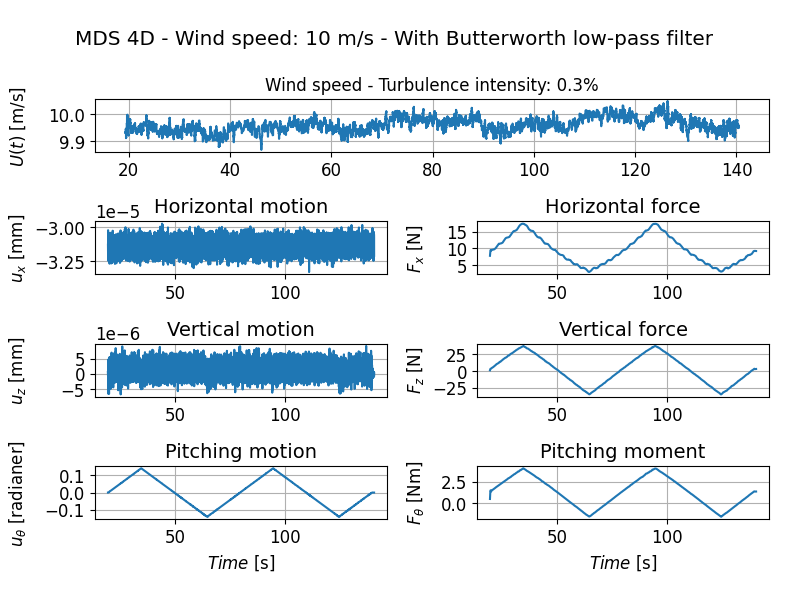 MDS 4D - Wind speed: 10 m/s - With Butterworth low-pass filter
Wind speed - Turbulence intensity: 0.3%
U(t) [m/s]
10.0
9.9
20 40 60 80 100 120 140
1e−5
Horizontal motion
u_x [mm]
−3.00
−3.25
50 100
Horizontal force
F_x [N]
15
10
5
50 100
1e−6
Vertical motion
u_z [mm]
5
0
−5
50 100
Vertical force
F_z [N]
25
0
−25
50 100
Pitching motion
u_θ [radianer]
0.1
0.0
−0.1
50 100
Time [s]
Pitching moment
F_θ [Nm]
2.5
0.0
50 100
Time [s]